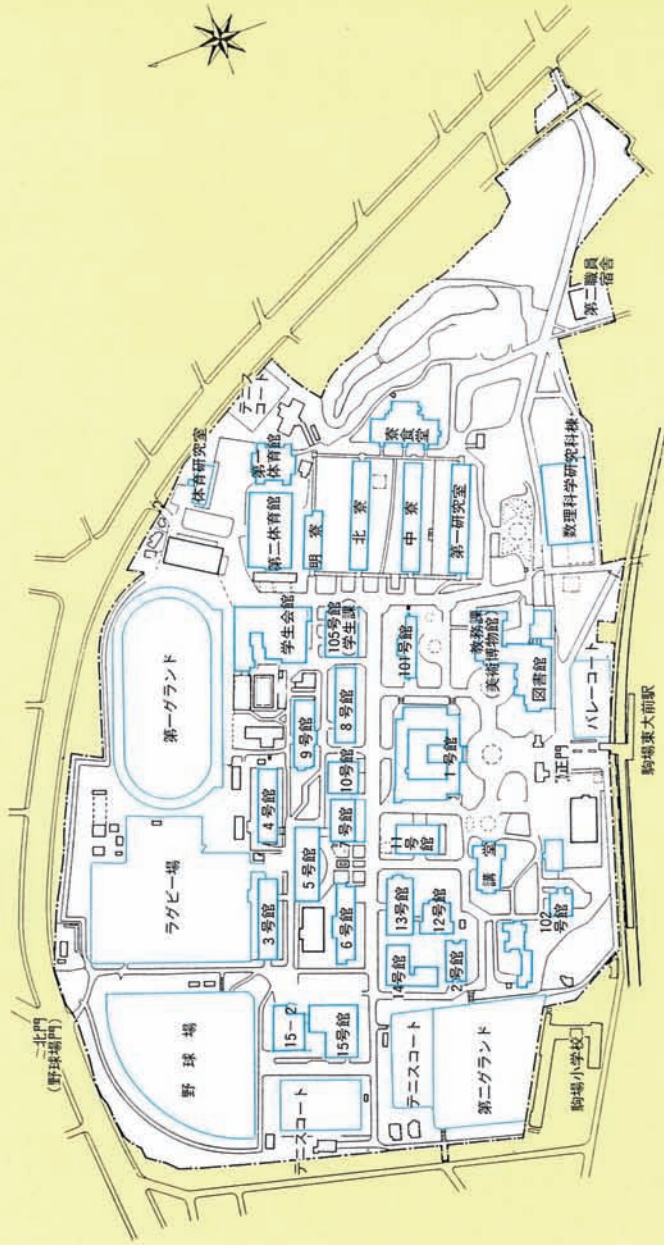 テニス
コート
体育研究室
第一
体育館
第二体育館
明寮
北寮
中寮
第一研究室
寮食堂
第二職員
宿舎
数理科学研究科棟
第一グランド
学生会館
105号館
(学生課)
101号館
教務課
美術博物館
図書館
バレーコート
ラグビー場
4号館
9号館
8号館
10号館
7号館
5号館
3号館
6号館
1号館
正門
駒場東大前駅
11
号
館
13号館
12号館
14号館
2号館
講堂
102
号館
北門
(野球場門)
野球場
15－2
15号館
テニスコート
テニスコート
第二グランド
駒場小学校